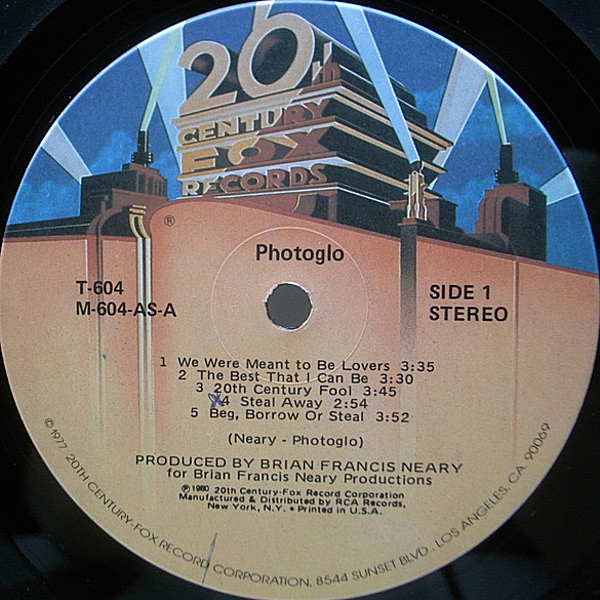 20th
CENTURY
FOX
RECORDS
®
Photoglo
T-604
M-604-AS-A
SIDE 1
STEREO
1 We Were Meant to Be Lovers 3:35
2 The Best That I Can Be 3:30
3 20th Century Fool 3:45
4 Steal Away 2:54
5 Beg, Borrow Or Steal 3:52
(Neary - Photoglo)
PRODUCED BY BRIAN FRANCIS NEARY
for Brian Francis Neary Productions
℗ 1980 20th Century-Fox Record Corporation
Manufactured & Distributed by RCA Records,
New York, N.Y. • Printed in U.S.A.
© 1977 20TH CENTURY-FOX RECORD CORPORATION, 8544 SUNSET BLVD., LOS ANGELES, CA. 90069